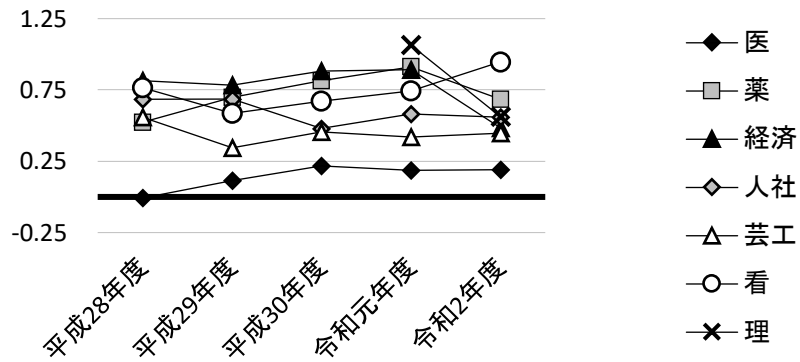 1.25
0.75
0.25
-0.25
平成28年度
平成29年度
平成30年度
令和元年度
令和2年度
医
薬
経済
人社
芸工
看
理